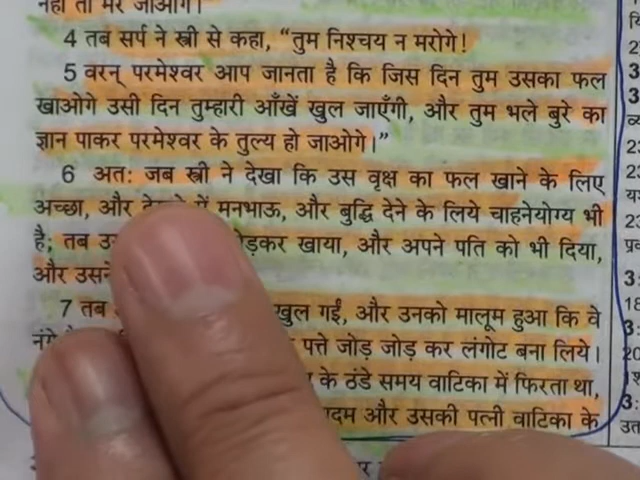 नहीं तो मर जाओगे।
4 तब सर्प ने स्त्री से कहा, “तुम निश्चय न मरोगे!
5 वरन् परमेश्वर आप जानता है कि जिस दिन तुम उसका फल
खाओगे उसी दिन तुम्हारी आँखें खुल जाएँगी, और तुम भले बुरे का
ज्ञान पाकर परमेश्वर के तुल्य हो जाओगे।”
6 अत: जब स्त्री ने देखा कि उस वृक्ष का फल खाने के लिए
अच्छा, और देखने में मनभाऊ, और बुद्धि देने के लिये चाहनेयोग्य भी
है; तब खाया, और अपने पति को भी दिया,
और उसने
7 तब खुल गईं, और उनको मालूम हुआ कि वे
नंगे पत्ते जोड़ जोड़ कर लंगोट बना लिये।
के ठंडे समय वाटिका में फिरता था,
और उसकी पत्नी वाटिका के